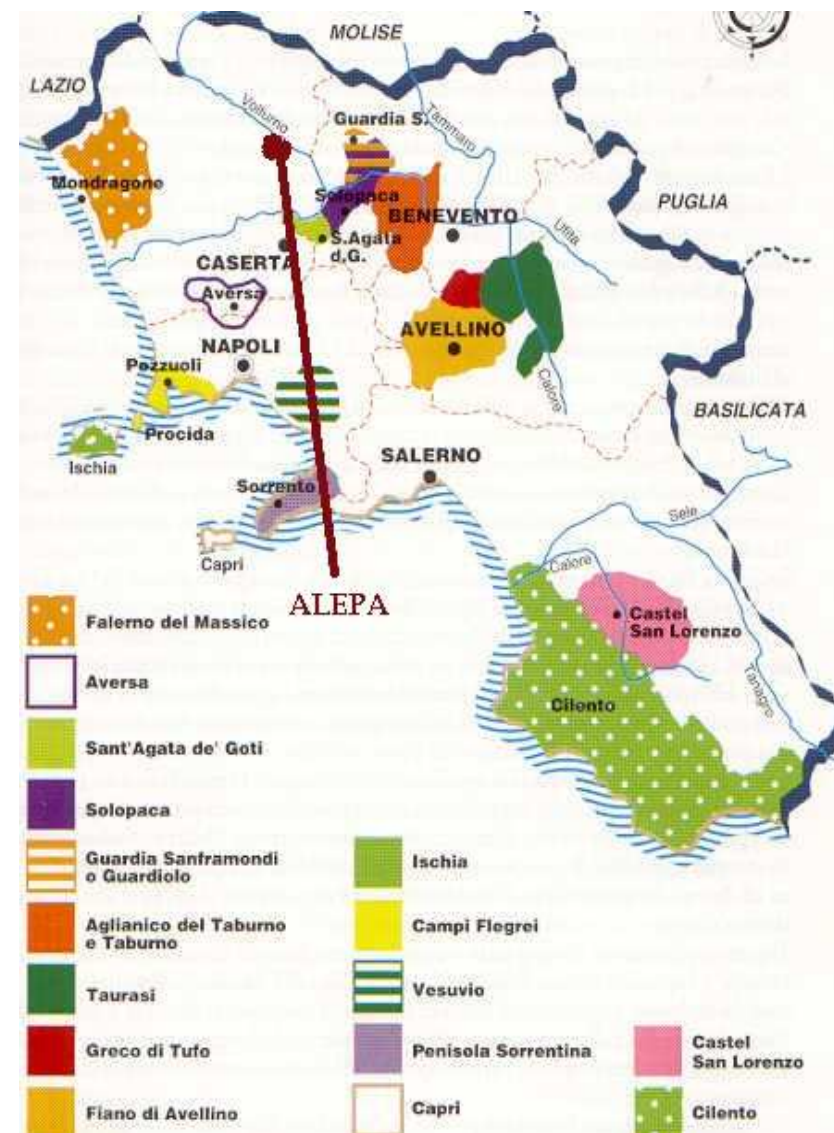 MOLISE
LAZIO
Volturno
Guardia S.
Tammaro
Mondragone
Solopaca
BENEVENTO
PUGLIA
S.Agata
d.G.
Ufita
CASERTA
Aversa
AVELLINO
NAPOLI
Pozzuoli
Calore
BASILICATA
Procida
Ischia
SALERNO
Sorrento
Sele
Capri
Calore
ALEPA
Castel
San Lorenzo
Tanagro
Cilento
Falerno del Massico
Aversa
Sant'Agata de' Goti
Solopaca
Guardia Sanframondi
o Guardiolo
Aglianico del Taburno
e Taburno
Taurasi
Greco di Tufo
Fiano di Avellino
Ischia
Campi Flegrei
Vesuvio
Penisola Sorrentina
Capri
Castel
San Lorenzo
Cilento